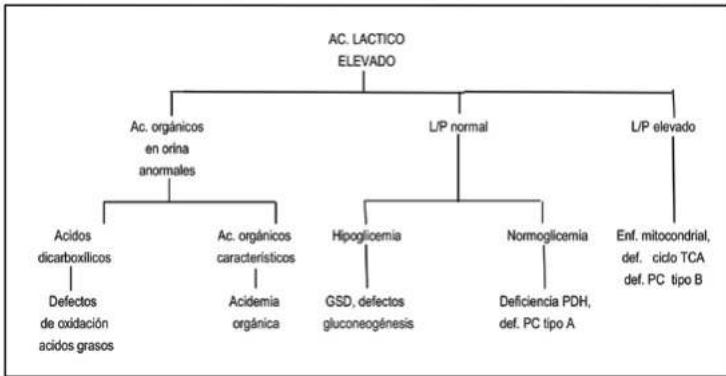 AC. LACTICO
ELEVADO
Ac. orgánicos
en orina
anormales
L/P normal
L/P elevado
Acidos
dicarboxílicos
Ac. orgánicos
característicos
Hipoglicemia
Normoglicemia
Enf. mitocondrial,
def. ciclo TCA
def. PC tipo B
Defectos
de oxidación
acidos grasos
Acidemia
orgánica
GSD, defectos
gluconeogénesis
Deficiencia PDH,
def. PC tipo A